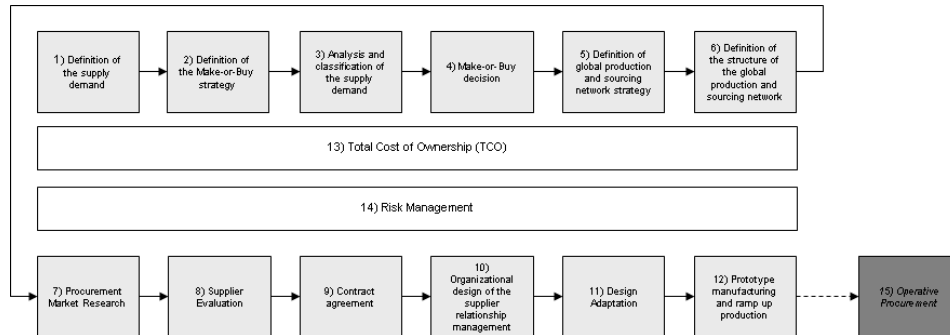 1) Definition of
the supply
demand
2) Definition of
the Make-or-Buy
strategy
3) Analysis and
classification of
the supply
demand
4) Make-or-Buy
decision
5) Definition of
global production
and sourcing
network strategy
6) Definition of
the structure of
the global
production and
sourcing network
13) Total Cost of Ownership (TCO)
14) Risk Management
7) Procurement
Market Research
8) Supplier
Evaluation
9) Contract
agreement
10)
Organizational
design of the
supplier
relationship
management
11) Design
Adaptation
12) Prototype
manufacturing
and ramp up
production
15) Operative
Procurement